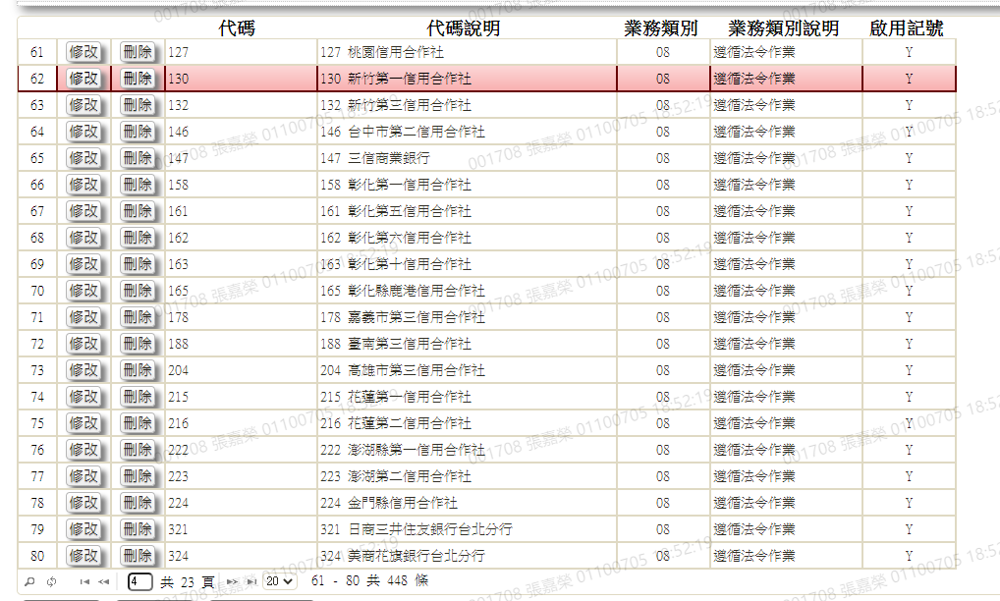 代碼 代碼說明 業務類別 業務類別說明 啟用記號
61 修改 刪除 127 127 桃園信用合作社 08 遵循法令作業 Y
62 修改 刪除 130 130 新竹第一信用合作社 08 遵循法令作業 Y
63 修改 刪除 132 132 新竹第三信用合作社 08 遵循法令作業 Y
64 修改 刪除 146 146 台中市第二信用合作社 08 遵循法令作業 Y
65 修改 刪除 147 147 三信商業銀行 08 遵循法令作業 Y
66 修改 刪除 158 158 彰化第一信用合作社 08 遵循法令作業 Y
67 修改 刪除 161 161 彰化第五信用合作社 08 遵循法令作業 Y
68 修改 刪除 162 162 彰化第六信用合作社 08 遵循法令作業 Y
69 修改 刪除 163 163 彰化第十信用合作社 08 遵循法令作業 Y
70 修改 刪除 165 165 彰化縣鹿港信用合作社 08 遵循法令作業 Y
71 修改 刪除 178 178 嘉義市第三信用合作社 08 遵循法令作業 Y
72 修改 刪除 188 188 臺南第三信用合作社 08 遵循法令作業 Y
73 修改 刪除 204 204 高雄市第三信用合作社 08 遵循法令作業 Y
74 修改 刪除 215 215 花蓮第一信用合作社 08 遵循法令作業 Y
75 修改 刪除 216 216 花蓮第二信用合作社 08 遵循法令作業 Y
76 修改 刪除 222 222 澎湖縣第一信用合作社 08 遵循法令作業 Y
77 修改 刪除 223 223 澎湖第二信用合作社 08 遵循法令作業 Y
78 修改 刪除 224 224 金門縣信用合作社 08 遵循法令作業 Y
79 修改 刪除 321 321 日商三井住友銀行台北分行 08 遵循法令作業 Y
80 修改 刪除 324 324 美商花旗銀行台北分行 08 遵循法令作業 Y
4 共 23 頁 20 61 - 80 共 448 條
001708 張嘉榮 01100705 18:52:19